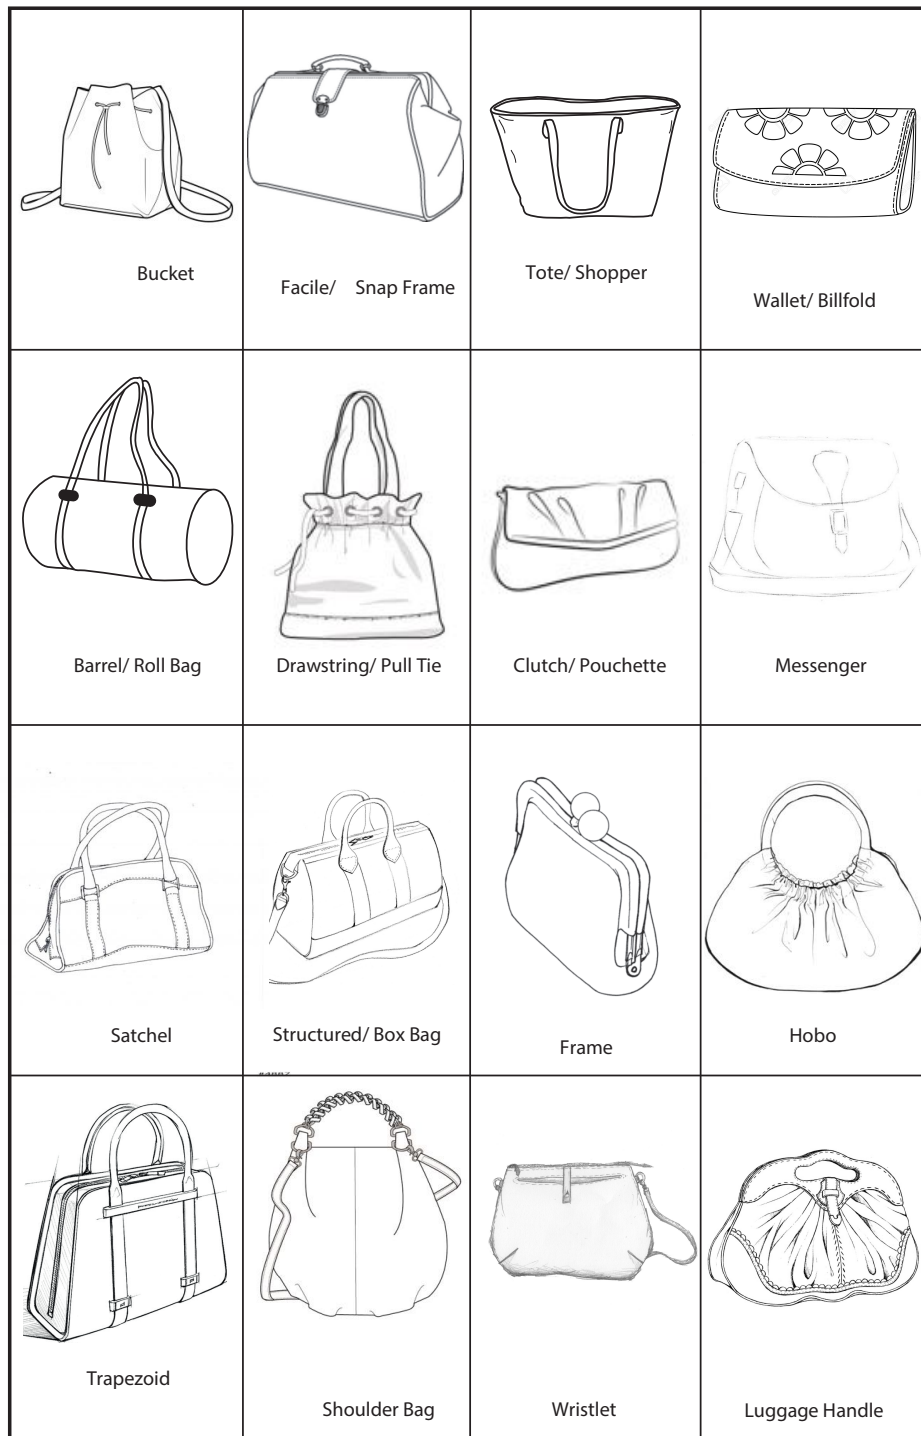 Bucket
Facile/ Snap Frame
Tote/ Shopper
Wallet/ Billfold
Barrel/ Roll Bag
Drawstring/ Pull Tie
Clutch/ Pouchette
Messenger
Satchel
Structured/ Box Bag
Frame
Hobo
Trapezoid
Shoulder Bag
Wristlet
Luggage Handle